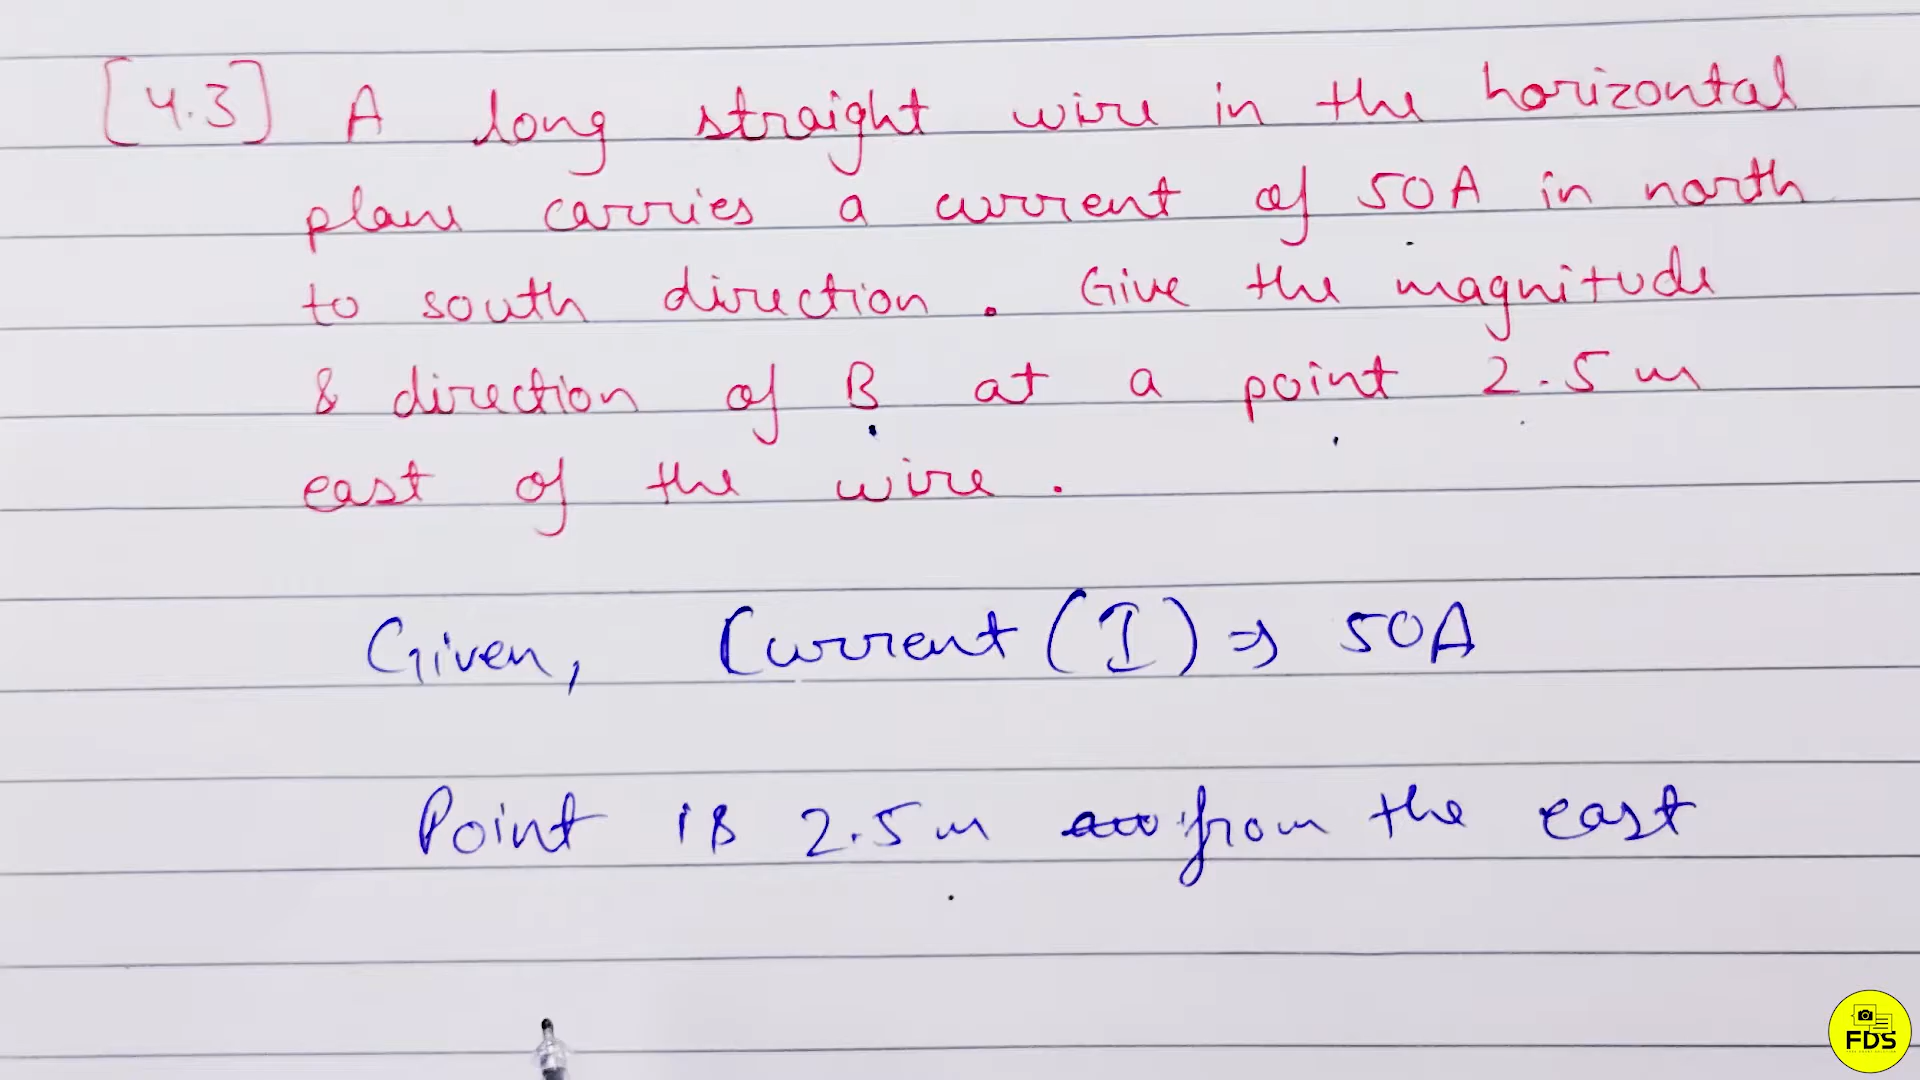 [4.3] A long straight wire in the horizontal
plane carries a current of 50A in north
to south direction. Give the magnitude
& direction of B at a point 2.5m
east of the wire.
Given, Current (I) ⇒ 50A
Point is 2.5m from the east
FDS